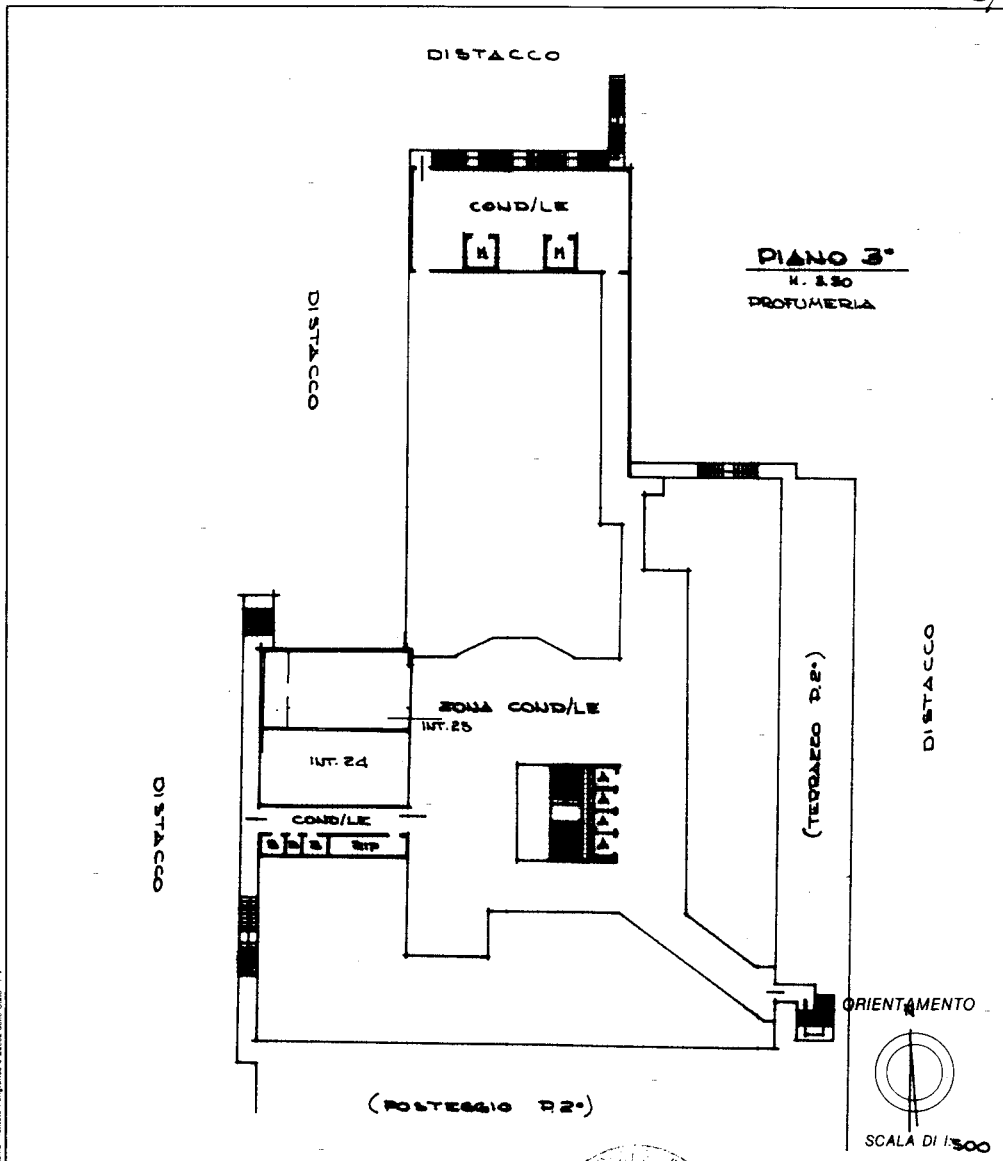 DISTACCO
COND/LE
M
M
PIANO 3°
H. 3.50
PROFUMERIA
DISTACCO
ZONA COND/LE
INT. 25
INT. 24
COND/LE
RIP
A
A
A
A
(TERRAZZO P.2°)
DISTACCO
DISTACCO
ORIENTAMENTO
N
(POSTEGGIO P.2°)
SCALA DI 1:500